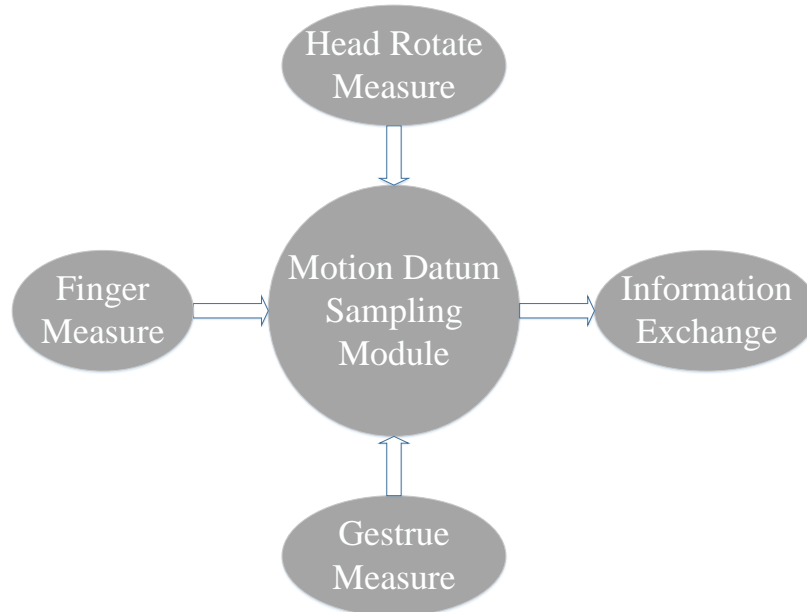 Head Rotate
Measure
Finger
Measure
Motion Datum
Sampling
Module
Information
Exchange
Gestrue
Measure